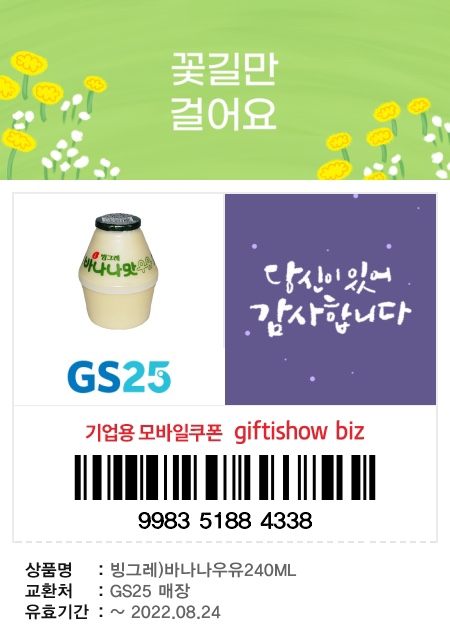 꽃길만
걸어요
빙그레
바나나맛우유
당신이 있어
감사합니다
GS25
기업용 모바일쿠폰 giftishow biz
9983 5188 4338
상품명 : 빙그레)바나나우유240ML
교환처 : GS25 매장
유효기간 : ~ 2022.08.24